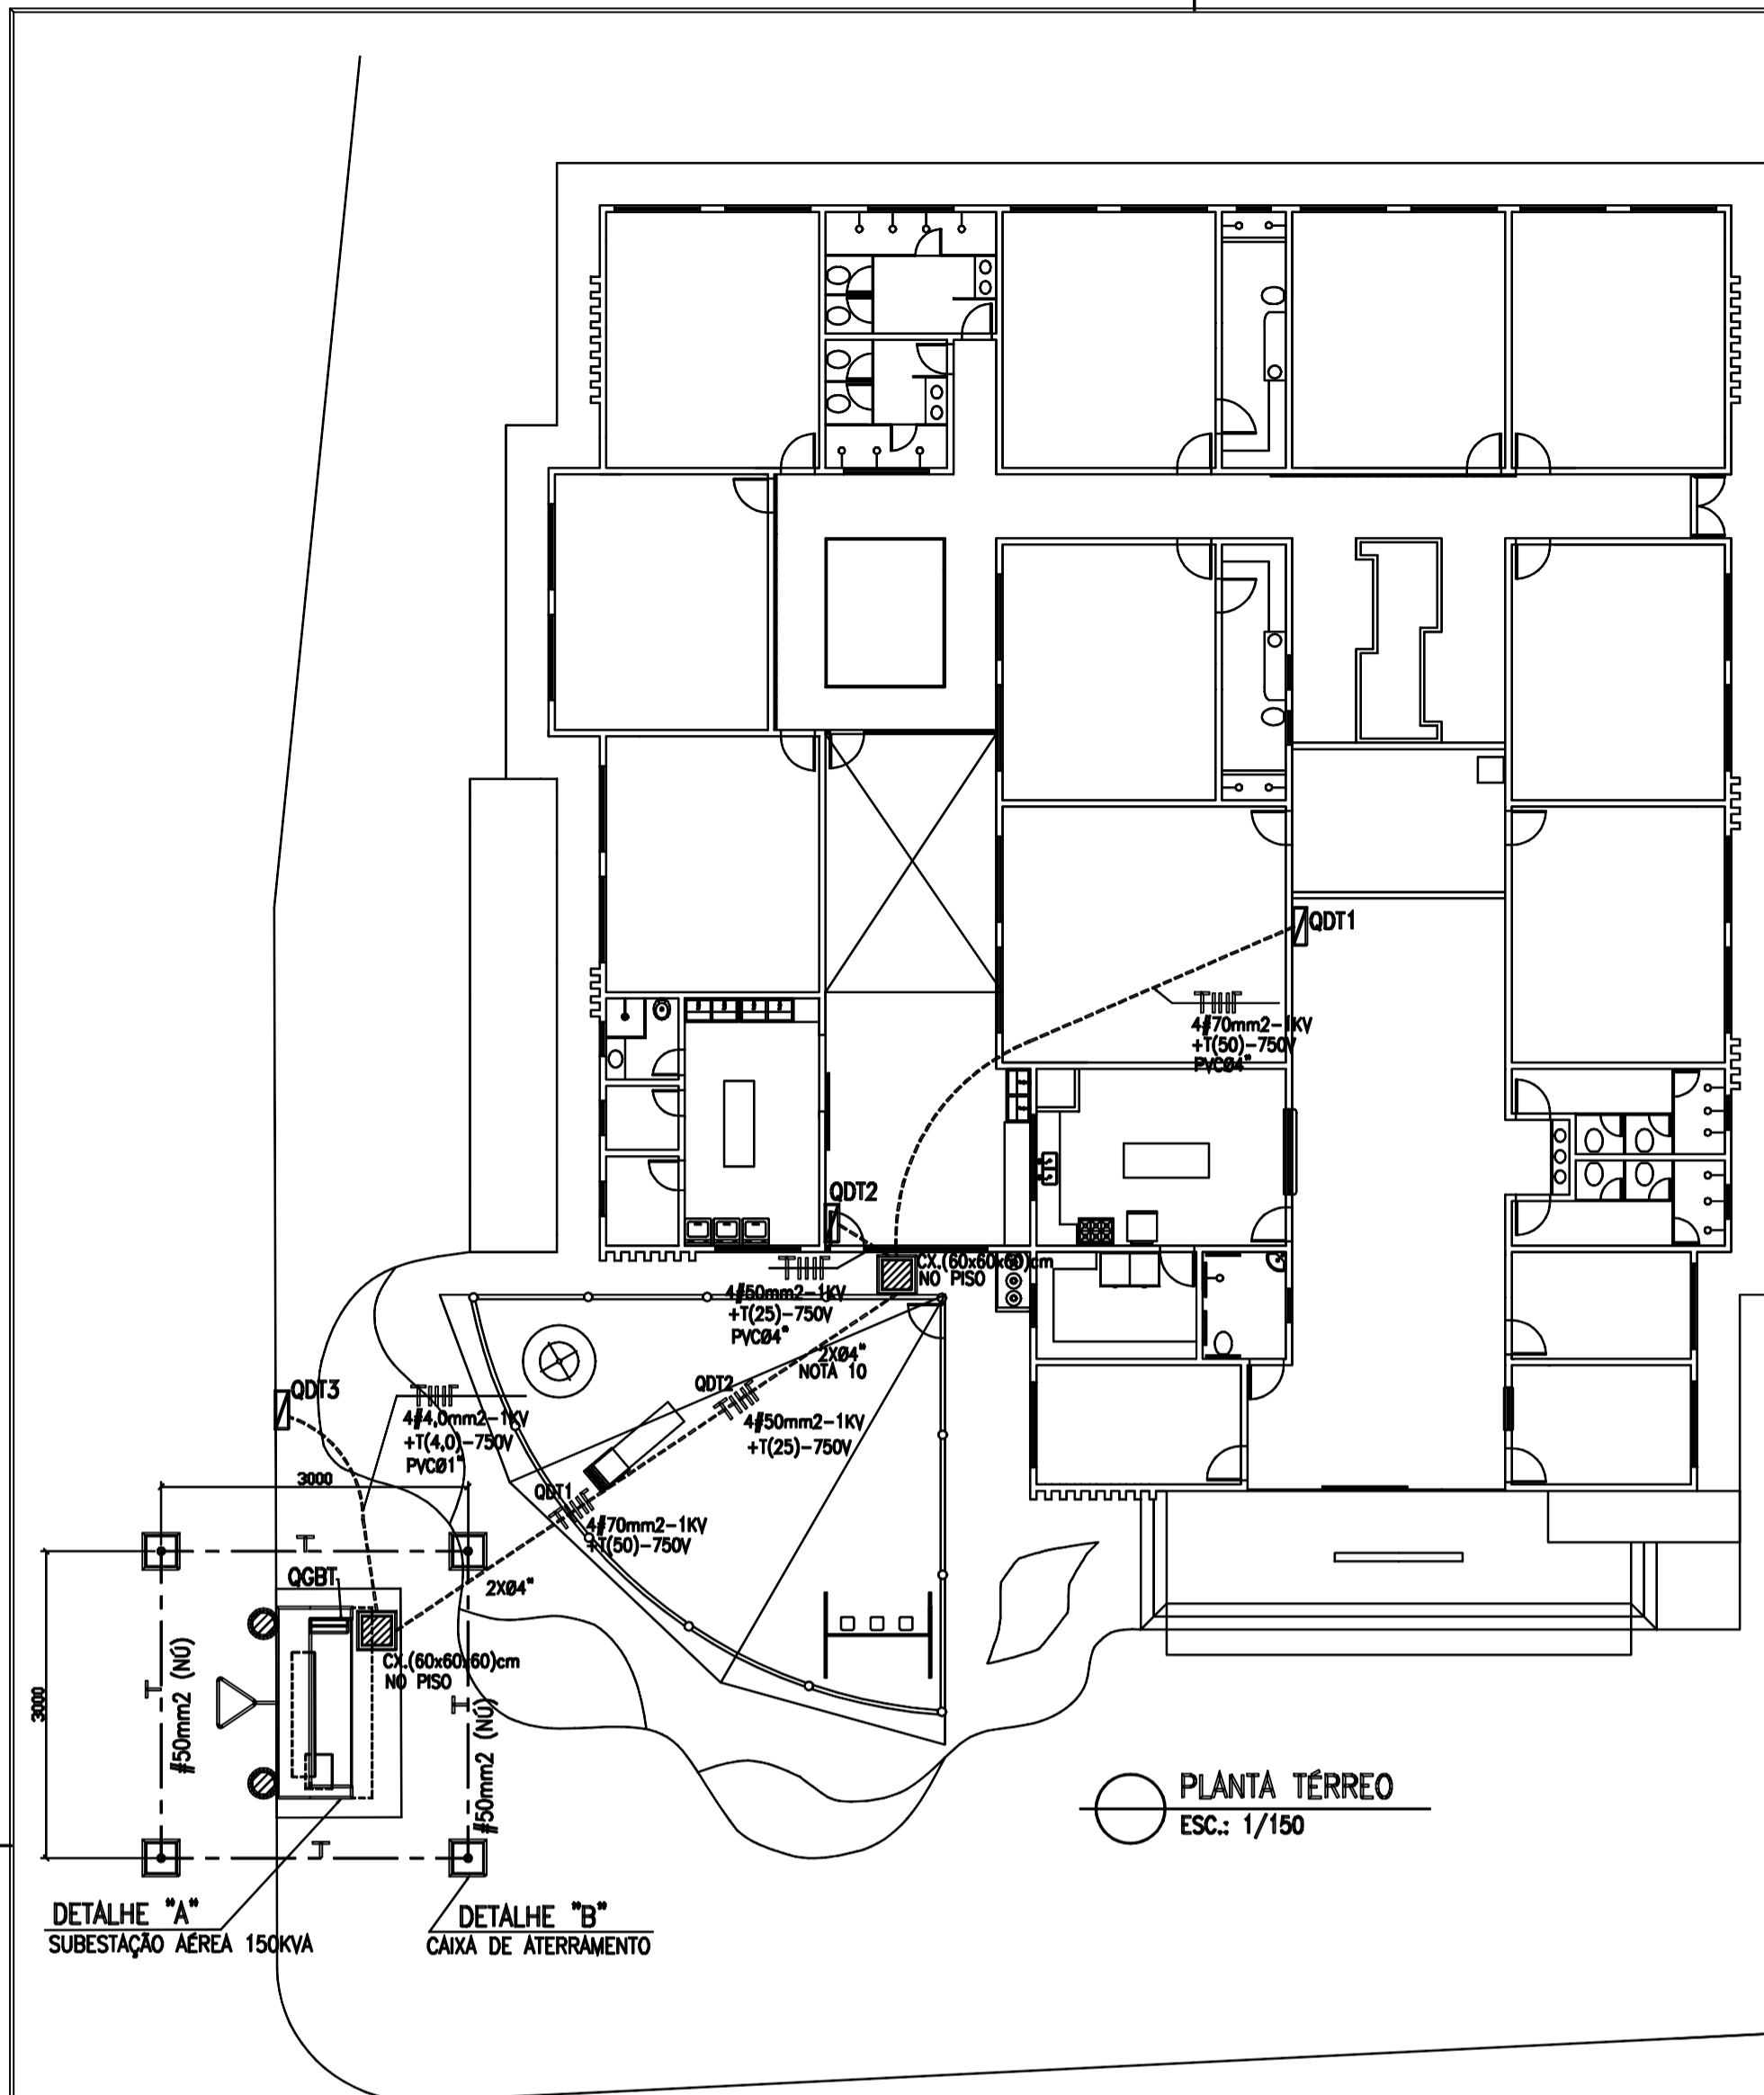 QDT1
4#70mm2-1KV
+T(50)-750V
PVCØ4"
QDT2
CX.(60x60x60)cm
NO PISO
4#50mm2-1KV
+T(25)-750V
PVCØ4"
2XØ4"
NOTA 10
QDT2
4#50mm2-1KV
+T(25)-750V
QDT3
4#4,0mm2-1KV
+T(4,0)-750V
PVCØ1"
3000
QDT1
4#70mm2-1KV
+T(50)-750V
T
QGBT
2XØ4"
CX.(60x60x60)cm
NO PISO
3000
T
#50mm2 (NÚ)
T
#50mm2 (NÚ)
T
PLANTA TÉRREO
ESC.: 1/150
DETALHE "A"
SUBESTAÇÃO AÉREA 150KVA
DETALHE "B"
CAIXA DE ATERRAMENTO